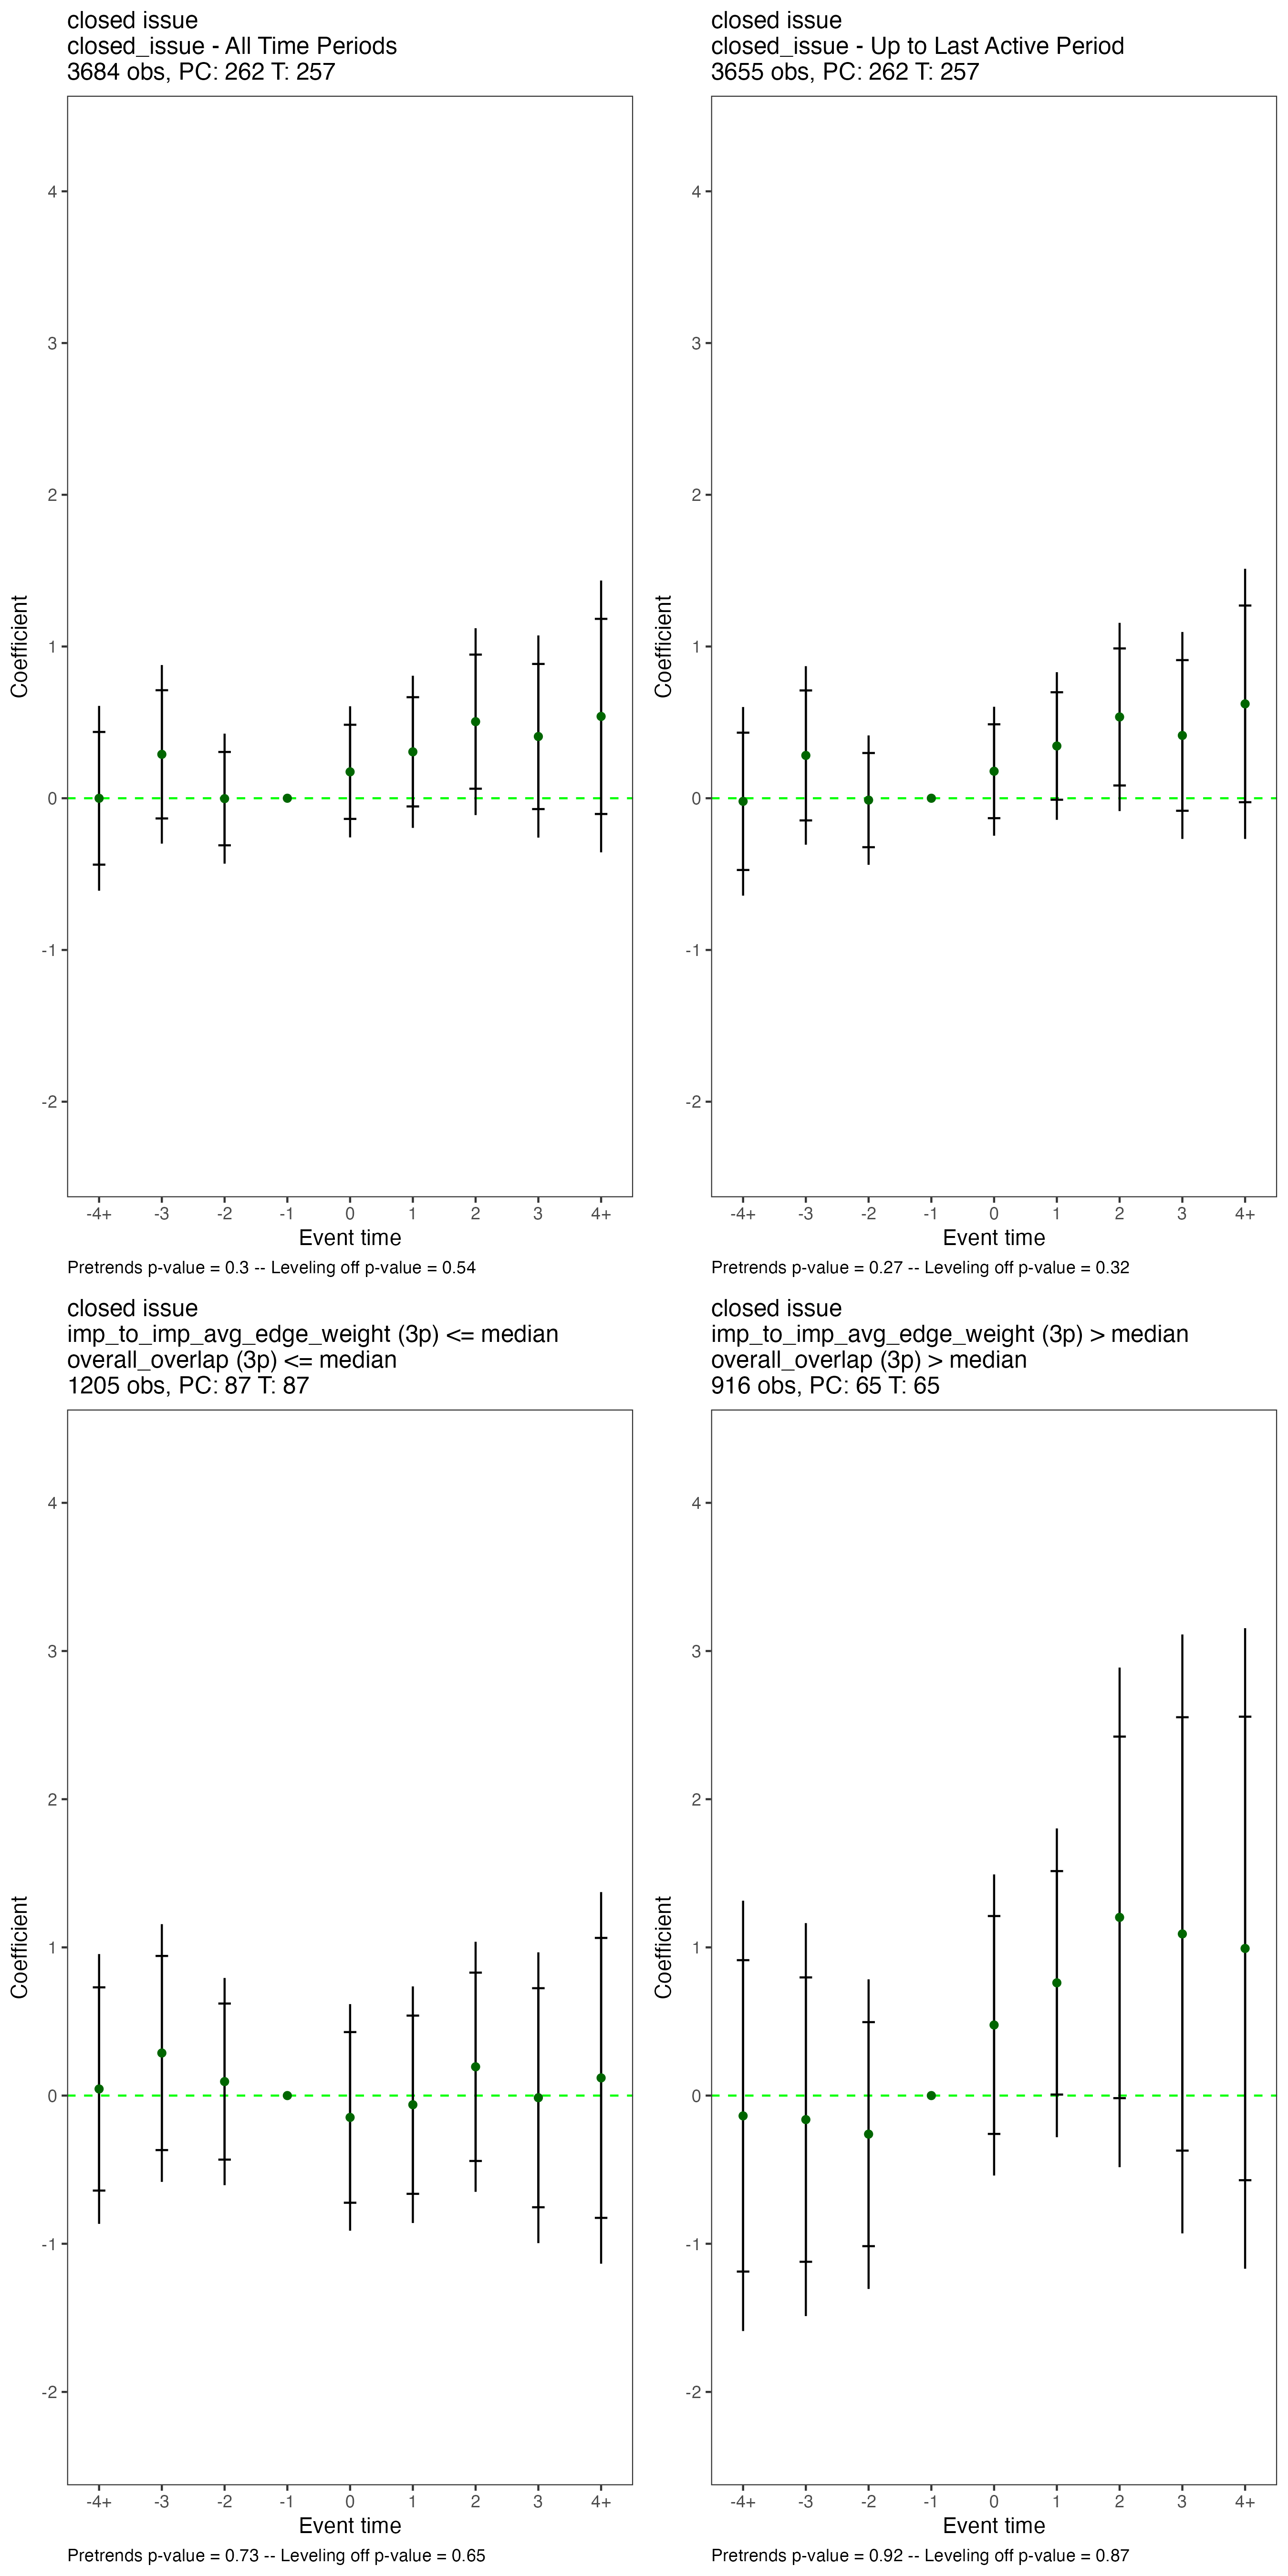 closed issue
closed_issue - All Time Periods
3684 obs, PC: 262 T: 257
4
3
2
1
0
-1
-2
Coefficient
-4+ -3 -2 -1 0 1 2 3 4+
Event time
Pretrends p-value = 0.3 -- Leveling off p-value = 0.54
closed issue
closed_issue - Up to Last Active Period
3655 obs, PC: 262 T: 257
4
3
2
1
0
-1
-2
Coefficient
-4+ -3 -2 -1 0 1 2 3 4+
Event time
Pretrends p-value = 0.27 -- Leveling off p-value = 0.32
closed issue
imp_to_imp_avg_edge_weight (3p) <= median
overall_overlap (3p) <= median
1205 obs, PC: 87 T: 87
4
3
2
1
0
-1
-2
Coefficient
-4+ -3 -2 -1 0 1 2 3 4+
Event time
Pretrends p-value = 0.73 -- Leveling off p-value = 0.65
closed issue
imp_to_imp_avg_edge_weight (3p) > median
overall_overlap (3p) > median
916 obs, PC: 65 T: 65
4
3
2
1
0
-1
-2
Coefficient
-4+ -3 -2 -1 0 1 2 3 4+
Event time
Pretrends p-value = 0.92 -- Leveling off p-value = 0.87